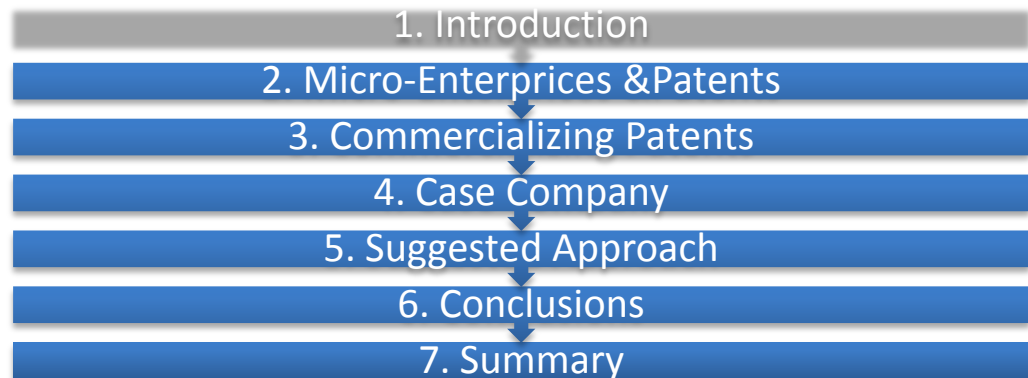 1. Introduction
2. Micro-Enterprices &Patents
3. Commercializing Patents
4. Case Company
5. Suggested Approach
6. Conclusions
7. Summary